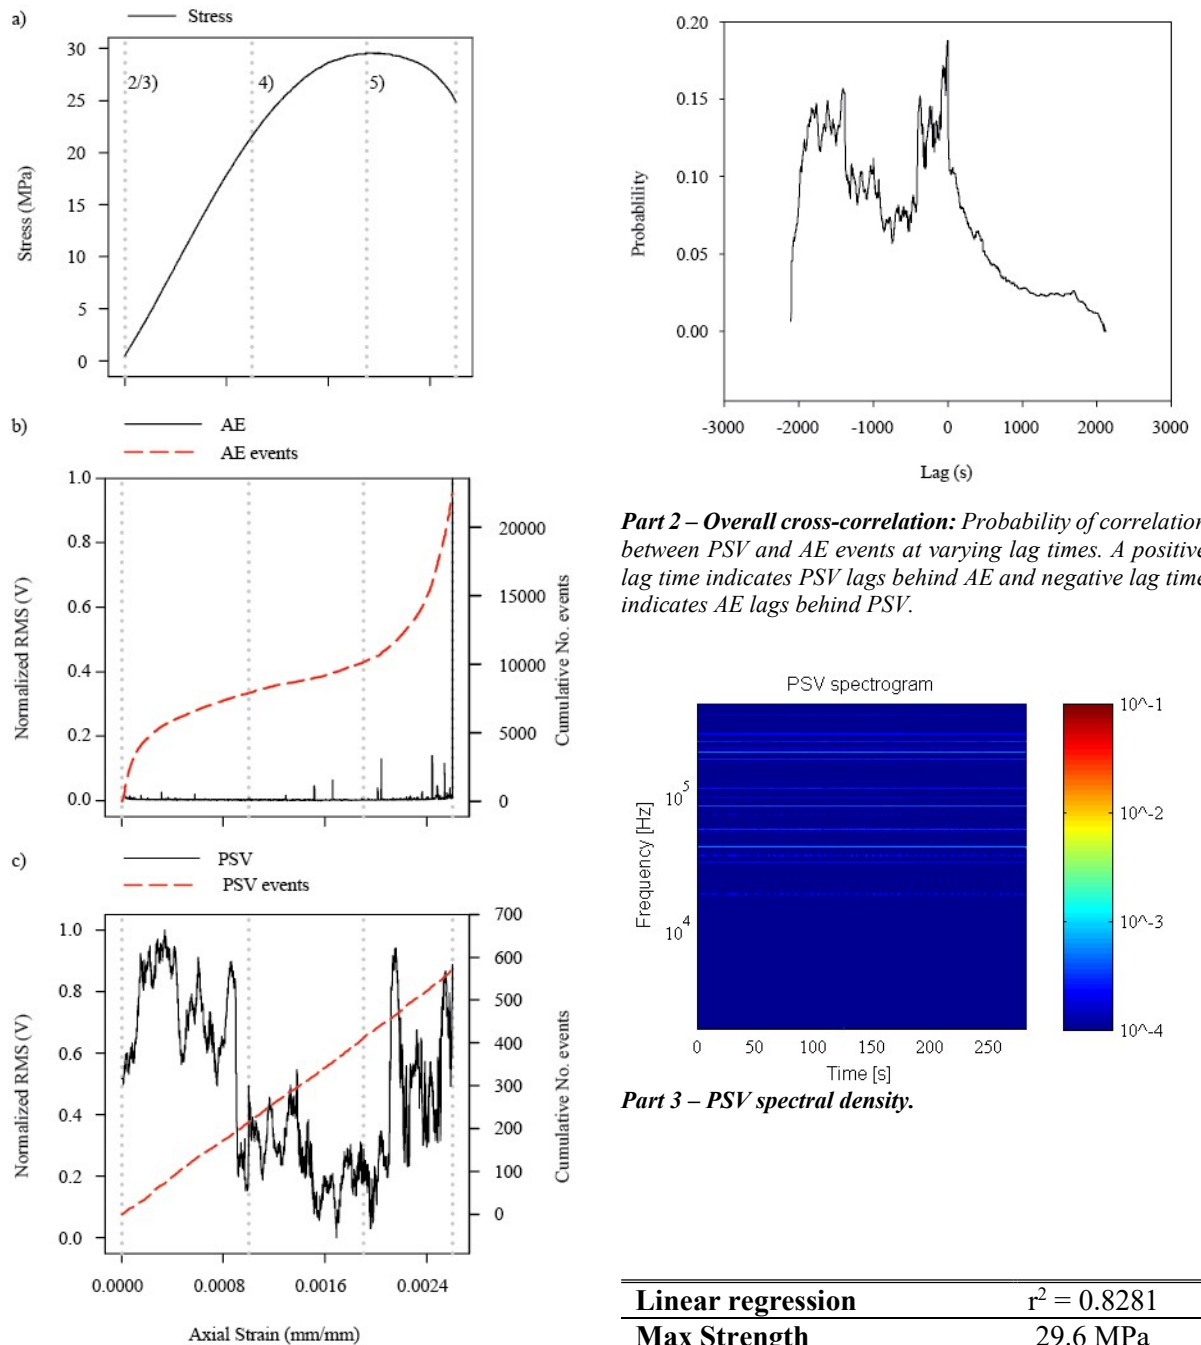 a)
Stress
30
25
20
15
10
5
0
2/3)
4)
5)
Stress (MPa)
b)
AE
AE events
1.0
0.8
0.6
0.4
0.2
0.0
Normalized RMS (V)
20000
15000
10000
5000
0
Cumulative No. events
c)
PSV
PSV events
1.0
0.8
0.6
0.4
0.2
0.0
Normalized RMS (V)
700
600
500
400
300
200
100
0
Cumulative No. events
0.0000 0.0008 0.0016 0.0024
Axial Strain (mm/mm)
0.20
0.15
0.10
0.05
0.00
Probablility
-3000 -2000 -1000 0 1000 2000 3000
Lag (s)
Part 2 – Overall cross-correlation: Probability of correlation
between PSV and AE events at varying lag times. A positive
lag time indicates PSV lags behind AE and negative lag time
indicates AE lags behind PSV.
PSV spectrogram
10^5
10^4
Frequency [Hz]
0 50 100 150 200 250
Time [s]
10^-1
10^-2
10^-3
10^-4
Part 3 – PSV spectral density.
Linear regression r² = 0.8281
Max Strength 29.6 MPa